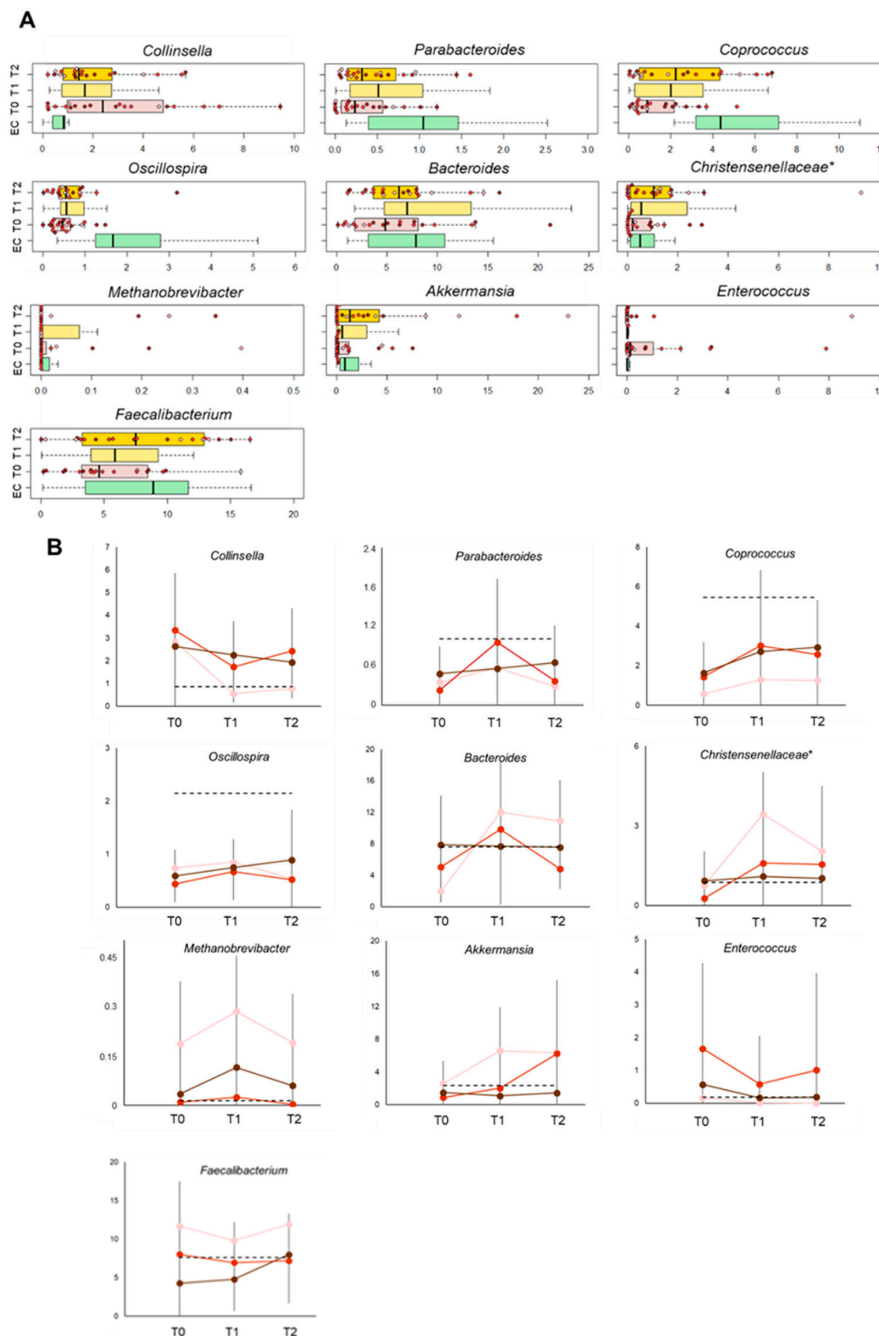 A
Collinsella
Parabacteroides
Coprococcus
EC T0 T1 T2
0 2 4 6 8 10
0.0 0.5 1.0 1.5 2.0 2.5 3.0
0 2 4 6 8 10
Oscillospira
Bacteroides
Christensenellaceae*
EC T0 T1 T2
0 1 2 3 4 5 6
0 5 10 15 20 25
0 2 4 6 8 10
Methanobrevibacter
Akkermansia
Enterococcus
EC T0 T1 T2
0.0 0.1 0.2 0.3 0.4 0.5
0 5 10 15 20 25
0 2 4 6 8
Faecalibacterium
EC T0 T1 T2
0 5 10 15 20
B
Collinsella
Parabacteroides
Coprococcus
7
6
5
4
3
2
1
0
2.4
1.6
1.2
0.6
0
8
6
4
2
0
T0 T1 T2
T0 T1 T2
T0 T1 T2
Oscillospira
Bacteroides
Christensenellaceae*
3
2
1
0
20
16
12
8
4
0
6
3
0
T0 T1 T2
T0 T1 T2
T0 T1 T2
Methanobrevibacter
Akkermansia
Enterococcus
0.45
0.3
0.15
0
20
16
12
8
4
0
5
4
3
2
1
0
T0 T1 T2
T0 T1 T2
T0 T1 T2
Faecalibacterium
20
15
10
5
0
T0 T1 T2